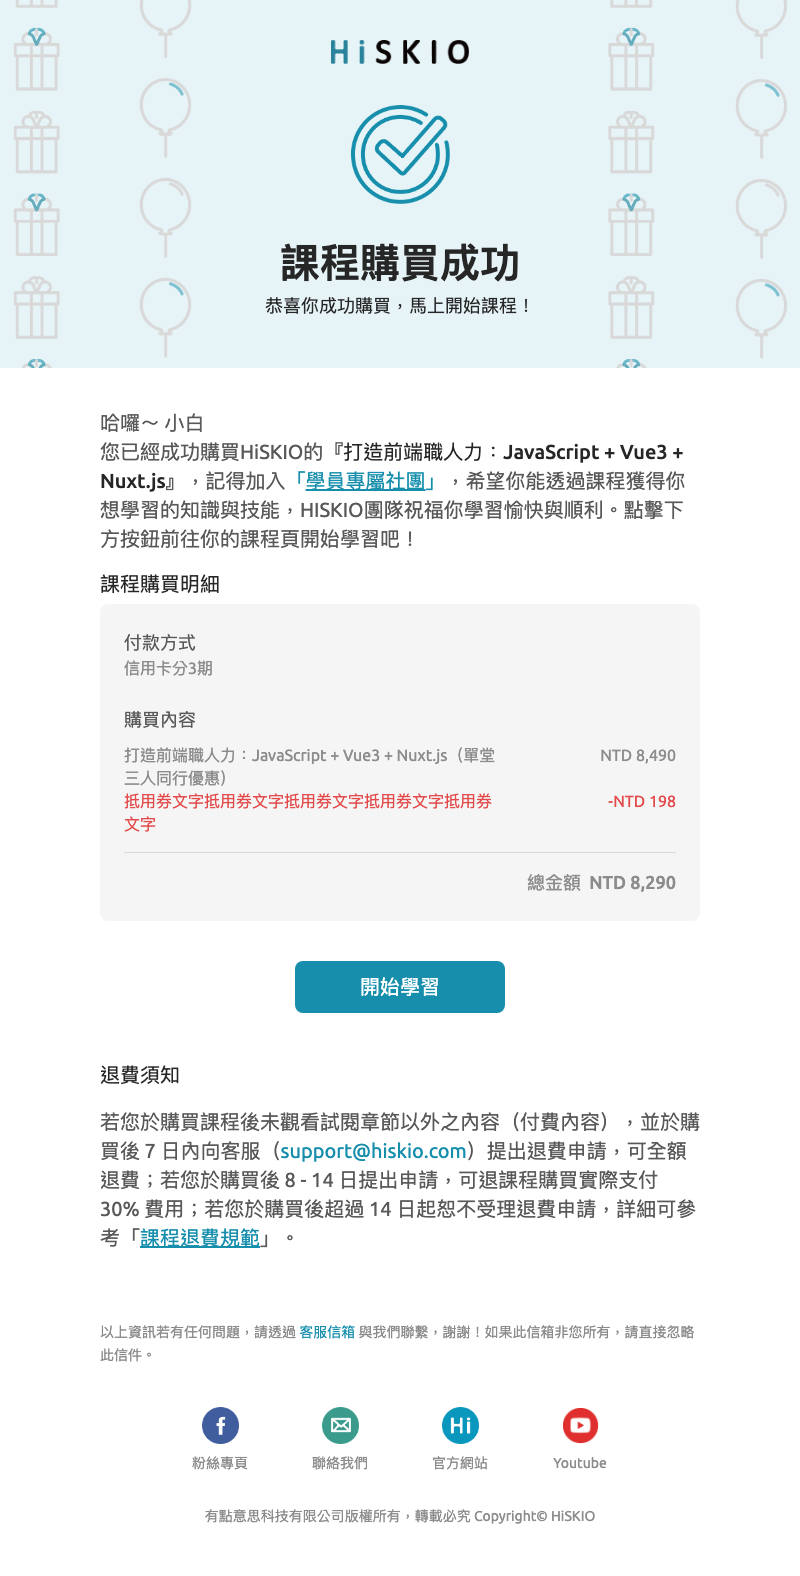 HiSKIO
課程購買成功
恭喜你成功購買，馬上開始課程！
哈囉～ 小白
您已經成功購買HiSKIO的『打造前端職人力：JavaScript + Vue3 +
Nuxt.js』，記得加入「學員專屬社團」，希望你能透過課程獲得你
想學習的知識與技能，HISKIO團隊祝福你學習愉快與順利。點擊下
方按鈕前往你的課程頁開始學習吧！
課程購買明細
付款方式
信用卡分3期
購買內容
打造前端職人力：JavaScript + Vue3 + Nuxt.js（單堂 NTD 8,490
三人同行優惠）
抵用券文字抵用券文字抵用券文字抵用券文字抵用券 -NTD 198
文字
總金額 NTD 8,290
開始學習
退費須知
若您於購買課程後未觀看試閱章節以外之內容（付費內容），並於購
買後 7 日內向客服（support@hiskio.com）提出退費申請，可全額
退費；若您於購買後 8 - 14 日提出申請，可退課程購買實際支付
30% 費用；若您於購買後超過 14 日起恕不受理退費申請，詳細可參
考「課程退費規範」。
以上資訊若有任何問題，請透過 客服信箱 與我們聯繫，謝謝！如果此信箱非您所有，請直接忽略
此信件。
Hi
粉絲專頁 聯絡我們 官方網站 Youtube
有點意思科技有限公司版權所有，轉載必究 Copyright© HiSKIO